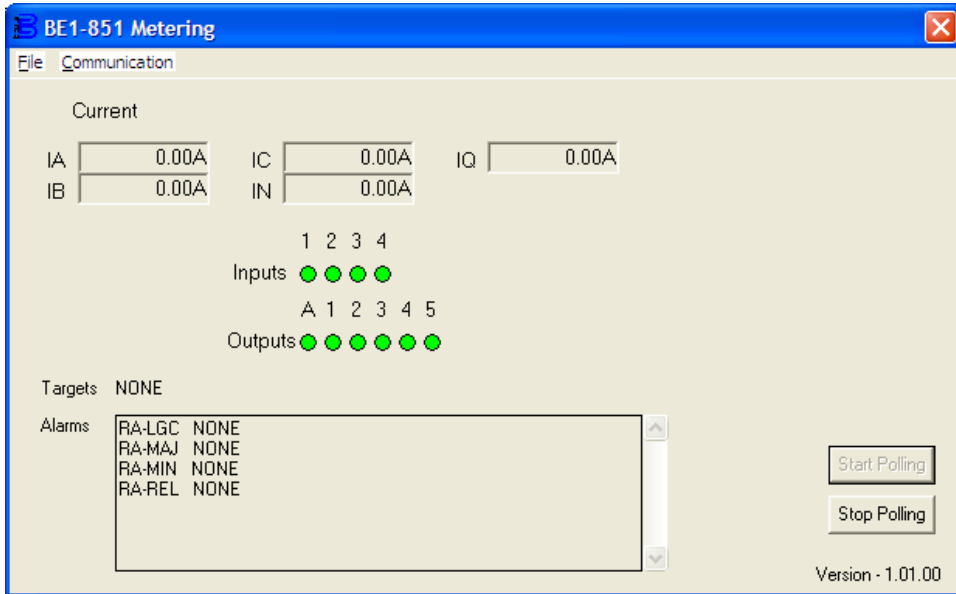 BE1-851 Metering
File Communication
Current
IA 0.00A IC 0.00A IQ 0.00A
IB 0.00A IN 0.00A
1 2 3 4
Inputs
A 1 2 3 4 5
Outputs
Targets NONE
Alarms
RA-LGC NONE
RA-MAJ NONE
RA-MIN NONE
RA-REL NONE
Start Polling
Stop Polling
Version - 1.01.00